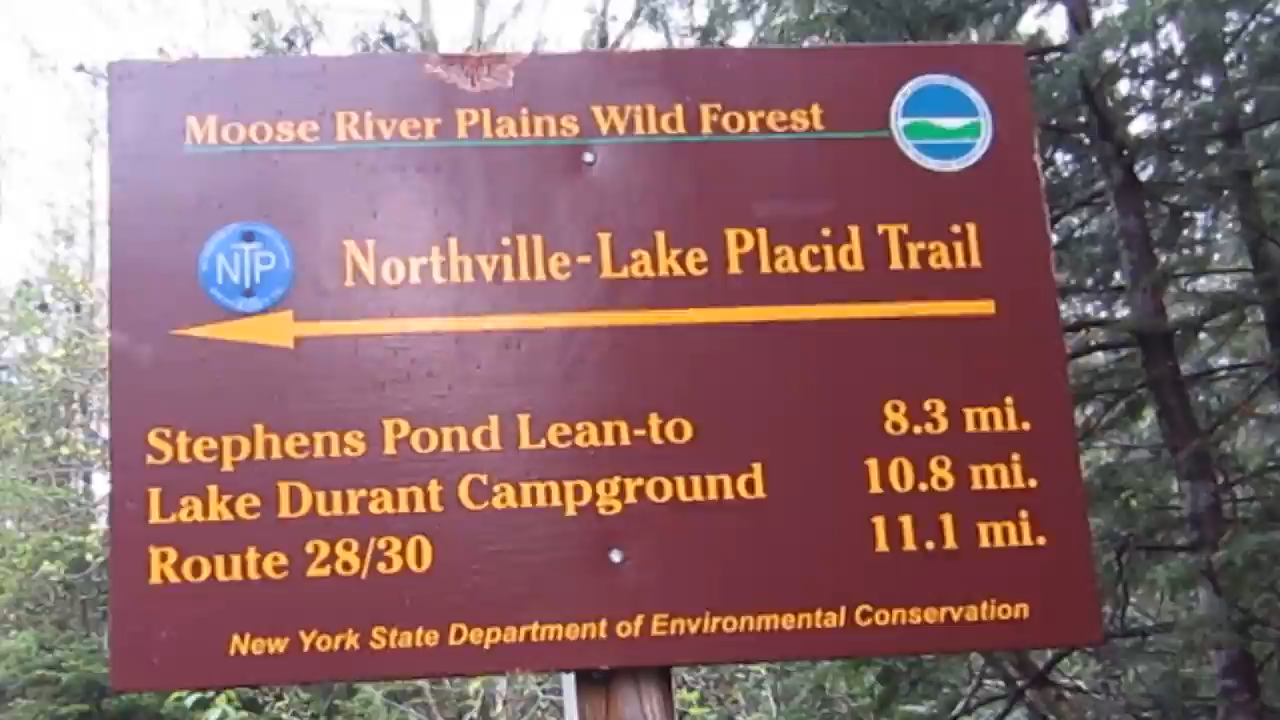 Moose River Plains Wild Forest
NTP
Northville-Lake Placid Trail
Stephens Pond Lean-to 8.3 mi.
Lake Durant Campground 10.8 mi.
Route 28/30 11.1 mi.
New York State Department of Environmental Conservation